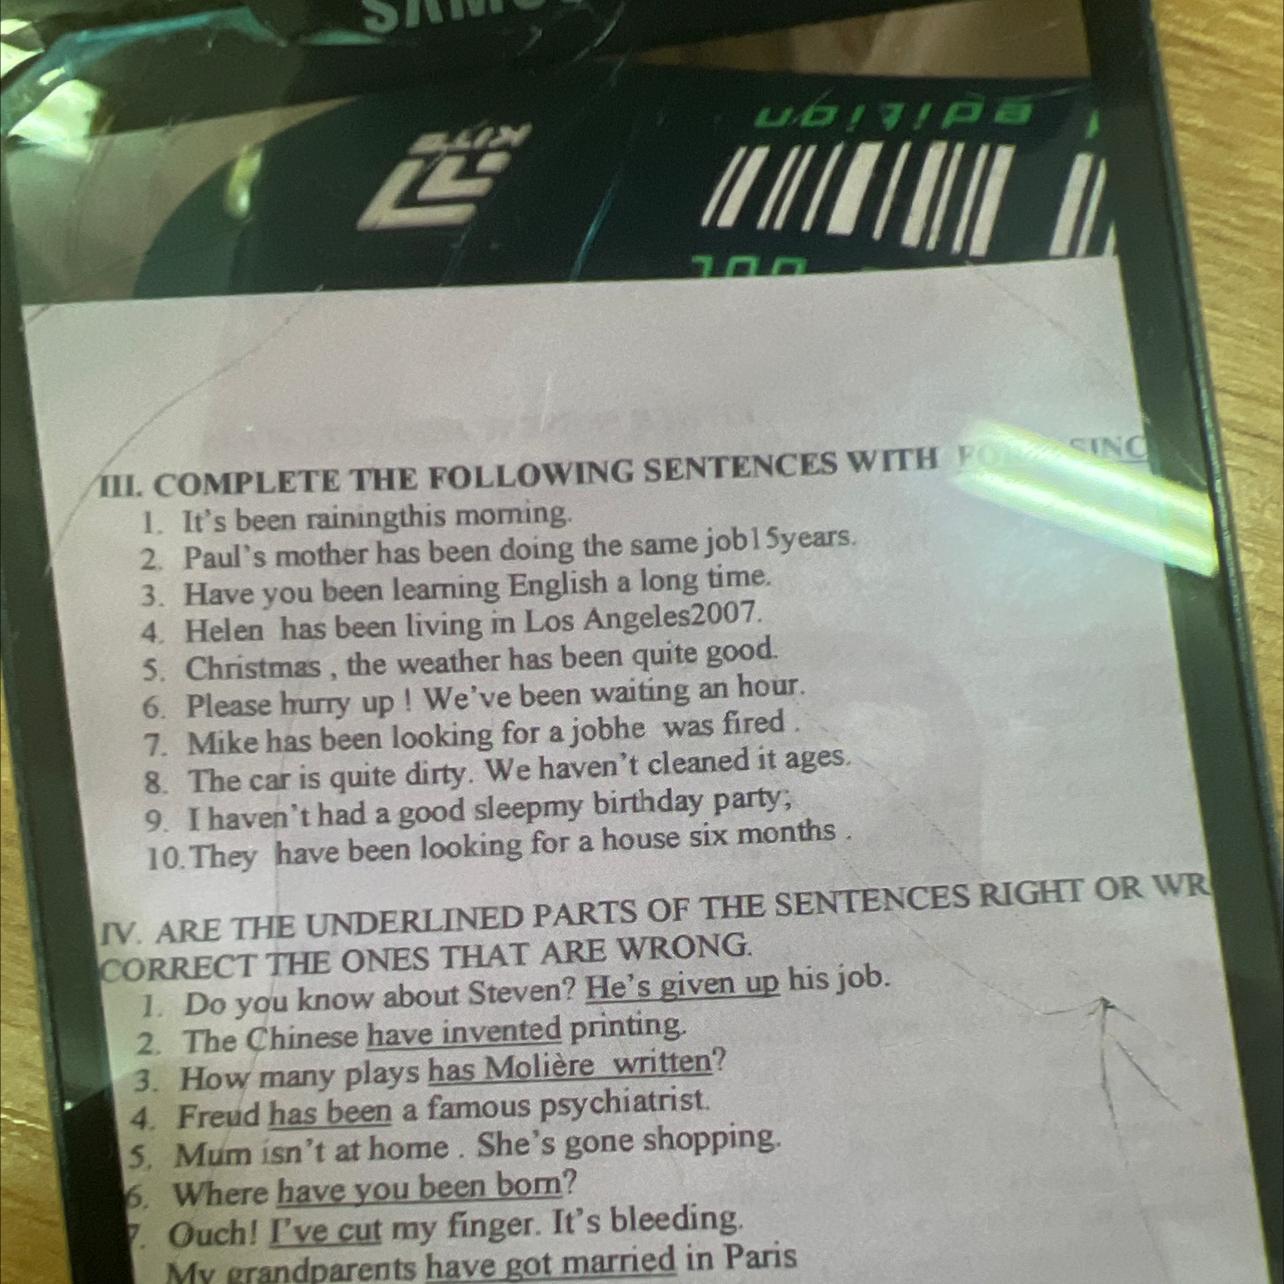 KITE
edition
III. COMPLETE THE FOLLOWING SENTENCES WITH
1. It's been rainingthis morning.
2. Paul's mother has been doing the same job15years.
3. Have you been learning English a long time.
4. Helen has been living in Los Angeles2007.
5. Christmas , the weather has been quite good.
6. Please hurry up ! We've been waiting an hour.
7. Mike has been looking for a jobhe was fired .
8. The car is quite dirty. We haven't cleaned it ages.
9. I haven't had a good sleepmy birthday party;
10.They have been looking for a house six months .
IV. ARE THE UNDERLINED PARTS OF THE SENTENCES RIGHT OR WR
CORRECT THE ONES THAT ARE WRONG.
1. Do you know about Steven? He's given up his job.
2. The Chinese have invented printing.
3. How many plays has Molière written?
4. Freud has been a famous psychiatrist.
5. Mum isn't at home . She's gone shopping.
6. Where have you been born?
7. Ouch! I've cut my finger. It's bleeding.
My grandparents have got married in Paris